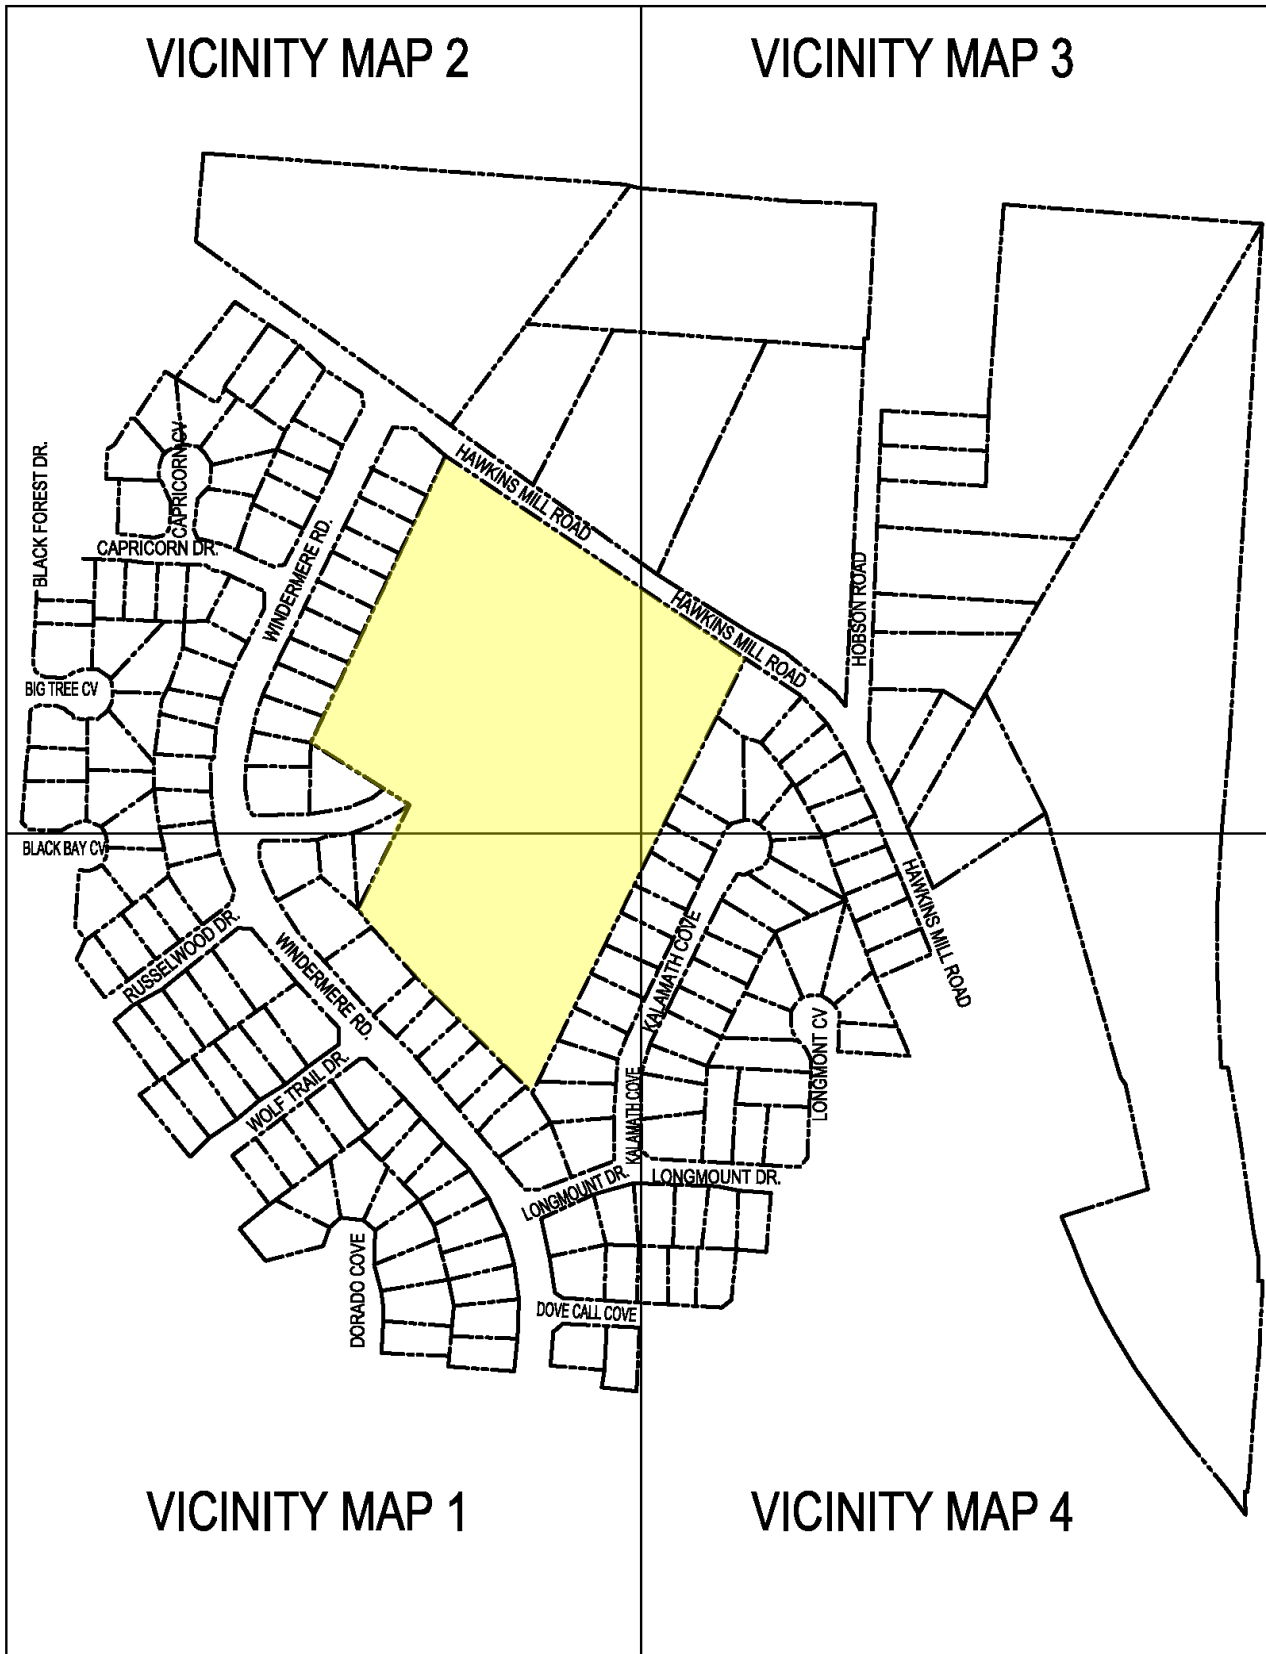 VICINITY MAP 2
VICINITY MAP 3
HAWKINS MILL ROAD
CAPRICORN CV
BLACK FOREST DR.
CAPRICORN DR.
WINDERMERE RD.
HAWKINS MILL ROAD
HOBSON ROAD
BIG TREE CV
BLACK BAY CV
HAWKINS MILL ROAD
RUSSELWOOD DR.
WINDERMERE RD.
KALAMATH COVE
LONGMONT CV
WOLF TRAIL DR.
KALAMATH COVE
LONGMOUNT DR.
LONGMOUNT DR.
DORADO COVE
DOVE CALL COVE
VICINITY MAP 1
VICINITY MAP 4